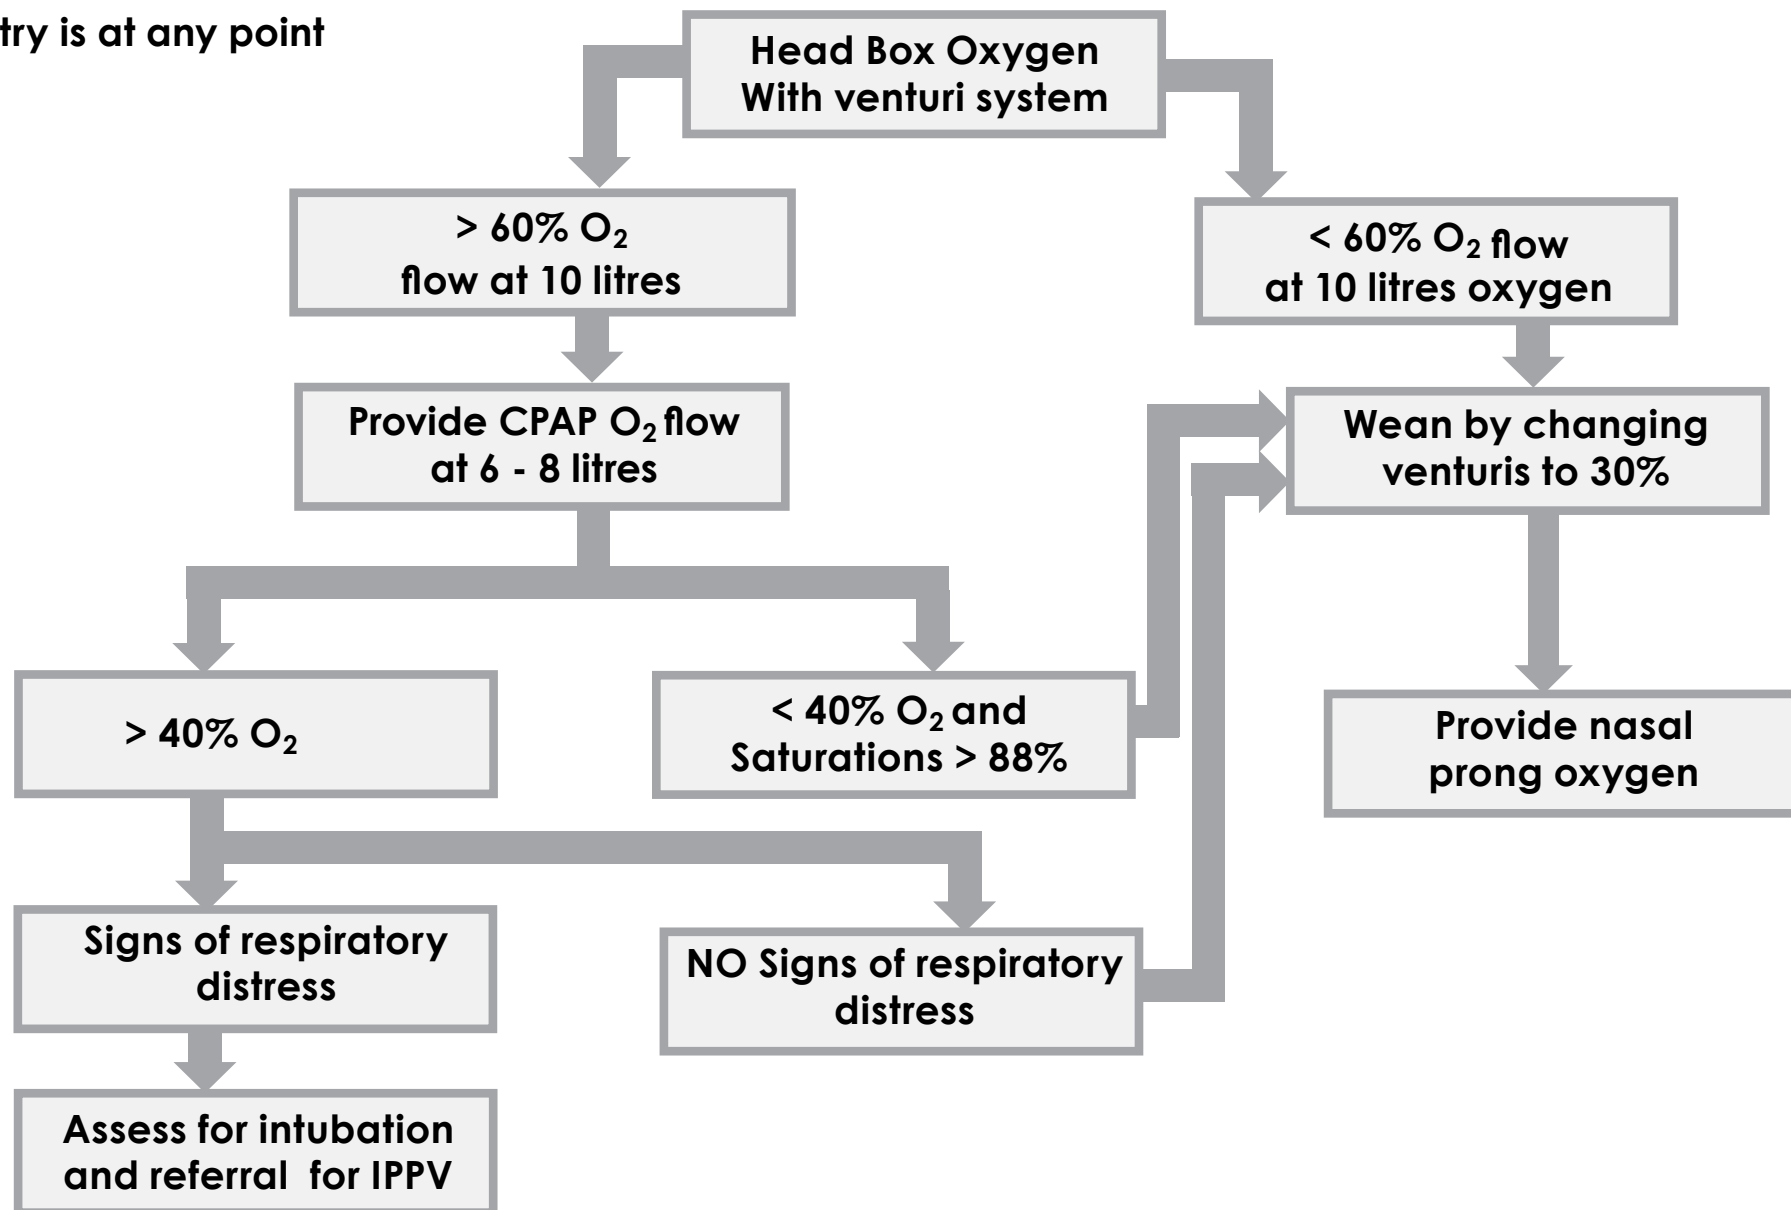 try is at any point
Head Box Oxygen
With venturi system
> 60% O₂
flow at 10 litres
< 60% O₂ flow
at 10 litres oxygen
Provide CPAP O₂ flow
at 6 - 8 litres
Wean by changing
venturis to 30%
> 40% O₂
< 40% O₂ and
Saturations > 88%
Provide nasal
prong oxygen
Signs of respiratory
distress
NO Signs of respiratory
distress
Assess for intubation
and referral for IPPV